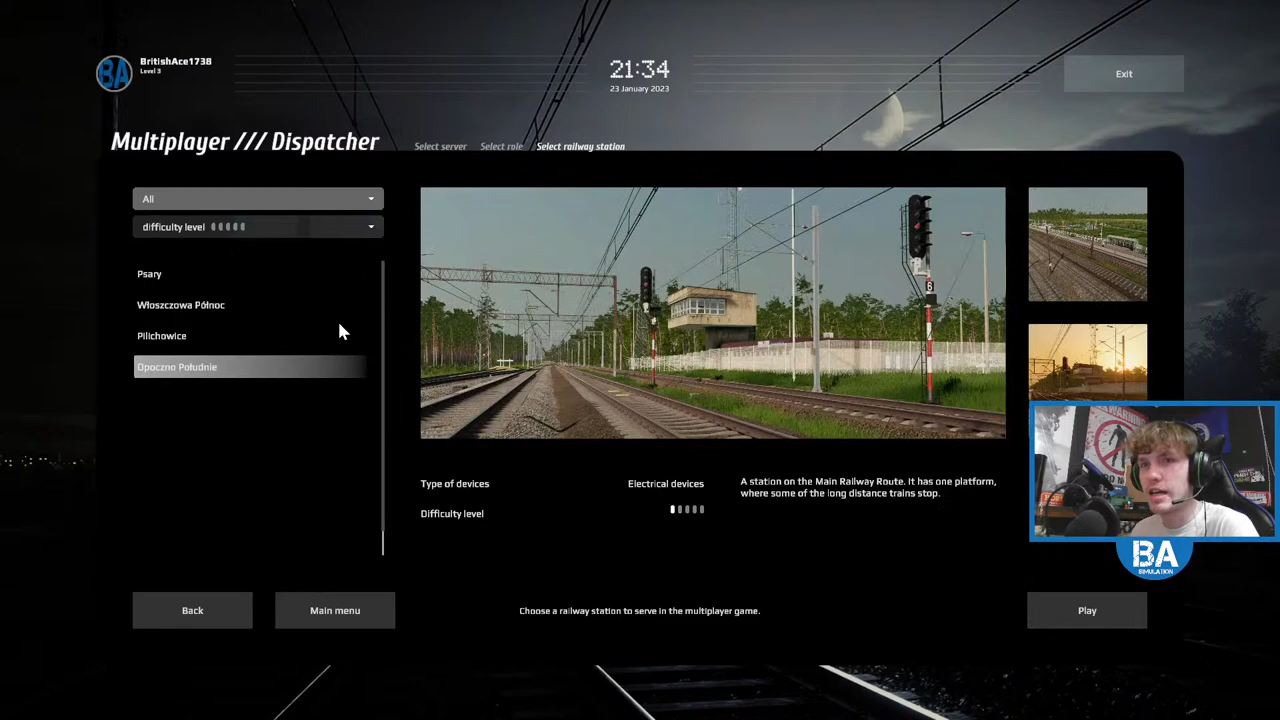 BritishAce1738
Level 3
21:34
23 January 2023
Exit
Multiplayer /// Dispatcher
Select server
Select role
Select railway station
All
difficulty level
Psary
Włoszczowa Północ
Pilichowice
Opoczno Południe
6
Type of devices
Electrical devices
Difficulty level
A station on the Main Railway Route. It has one platform,
where some of the long distance trains stop.
WARNING
BA
SIMULATION
Back
Main menu
Choose a railway station to serve in the multiplayer game.
Play